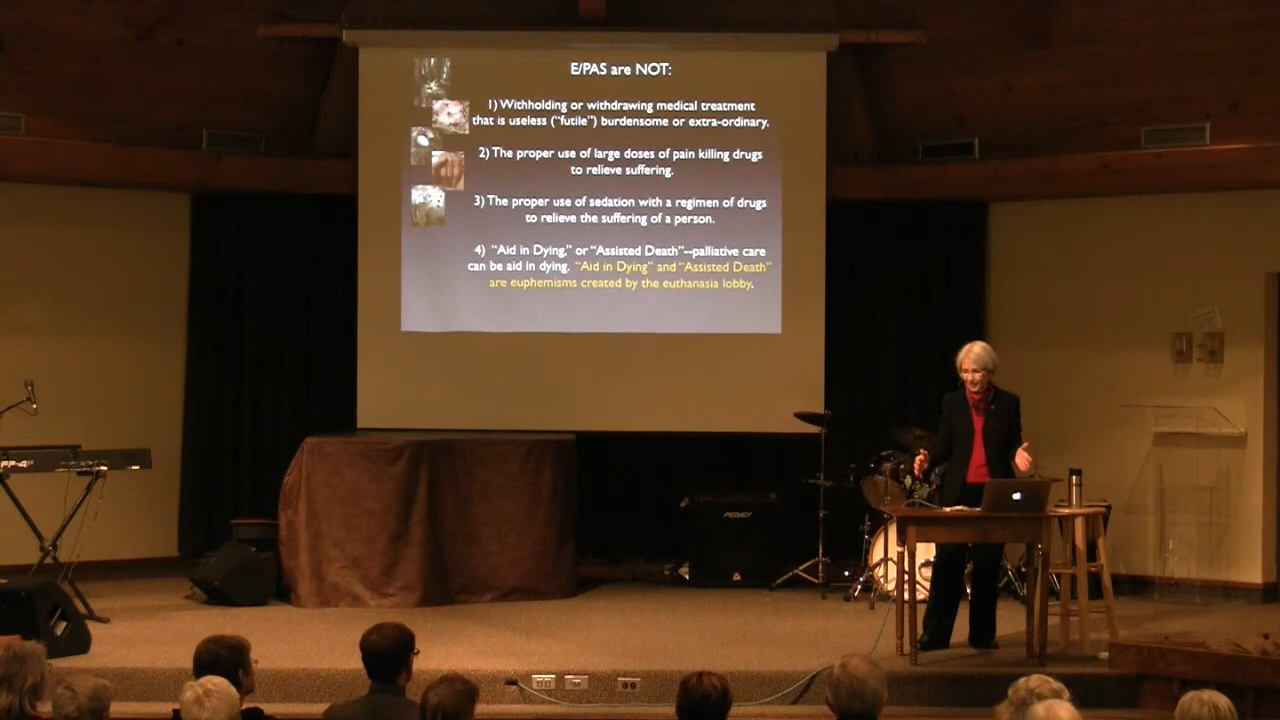 E/PAS are NOT:
1) Withholding or withdrawing medical treatment
that is useless ("futile") burdensome or extra-ordinary.
2) The proper use of large doses of pain killing drugs
to relieve suffering.
3) The proper use of sedation with a regimen of drugs
to relieve the suffering of a person.
4) "Aid in Dying," or "Assisted Death"--palliative care
can be aid in dying. "Aid in Dying" and "Assisted Death"
are euphemisms created by the euthanasia lobby.
PEAVEY